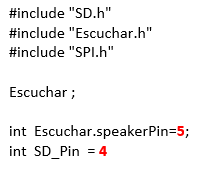 #include "SD.h"
#include "Escuchar.h"
#include "SPI.h"
Escuchar ;
int Escuchar.speakerPin=5;
int SD_Pin = 4